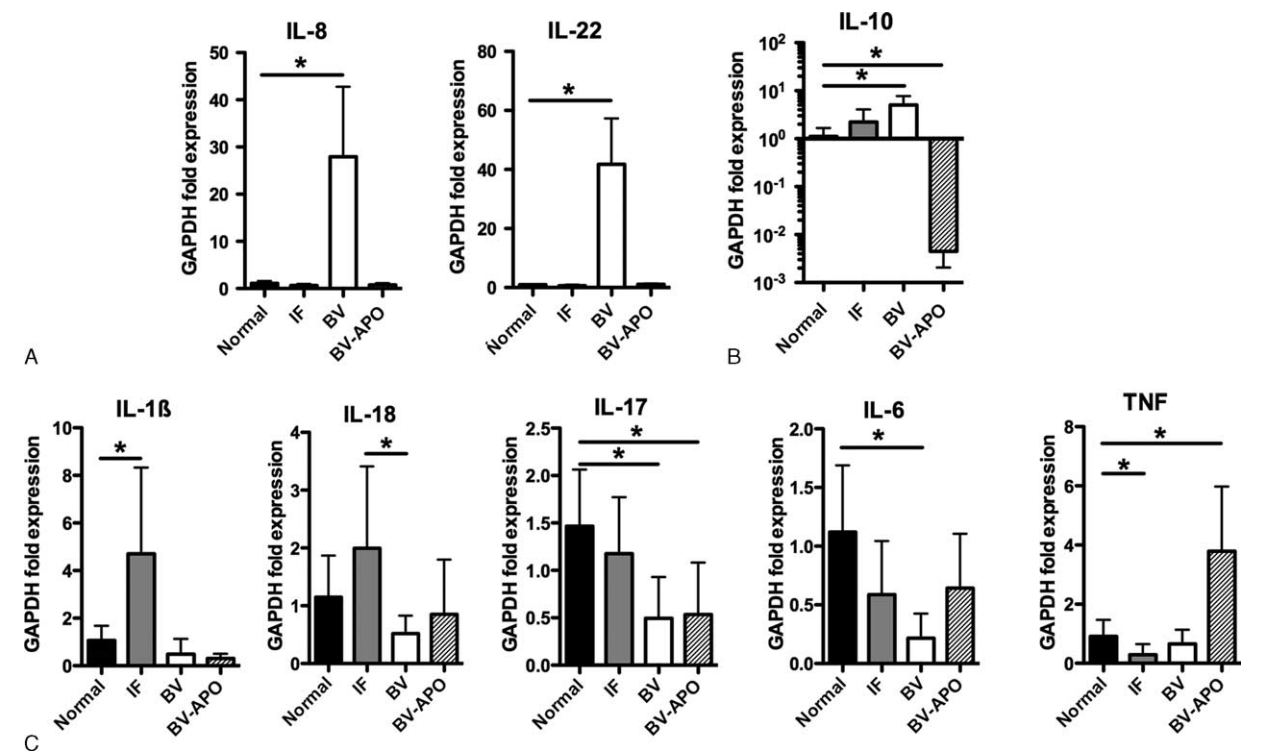 IL-8
GAPDH fold expression
50
40
30
20
10
0
*
Normal
IF
BV
BV-APO
IL-22
GAPDH fold expression
80
60
40
20
0
*
Normal
IF
BV
BV-APO
A
IL-10
GAPDH fold expression
10²
10¹
10⁰
10⁻¹
10⁻²
10⁻³
*
*
Normal
IF
BV
BV-APO
B
IL-1ß
GAPDH fold expression
10
8
6
4
2
0
*
Normal
IF
BV
BV-APO
IL-18
GAPDH fold expression
4
3
2
1
0
*
Normal
IF
BV
BV-APO
IL-17
GAPDH fold expression
2.5
2.0
1.5
1.0
0.5
0.0
*
*
Normal
IF
BV
BV-APO
IL-6
GAPDH fold expression
2.0
1.5
1.0
0.5
0.0
*
Normal
IF
BV
BV-APO
TNF
GAPDH fold expression
8
6
4
2
0
*
*
Normal
IF
BV
BV-APO
C